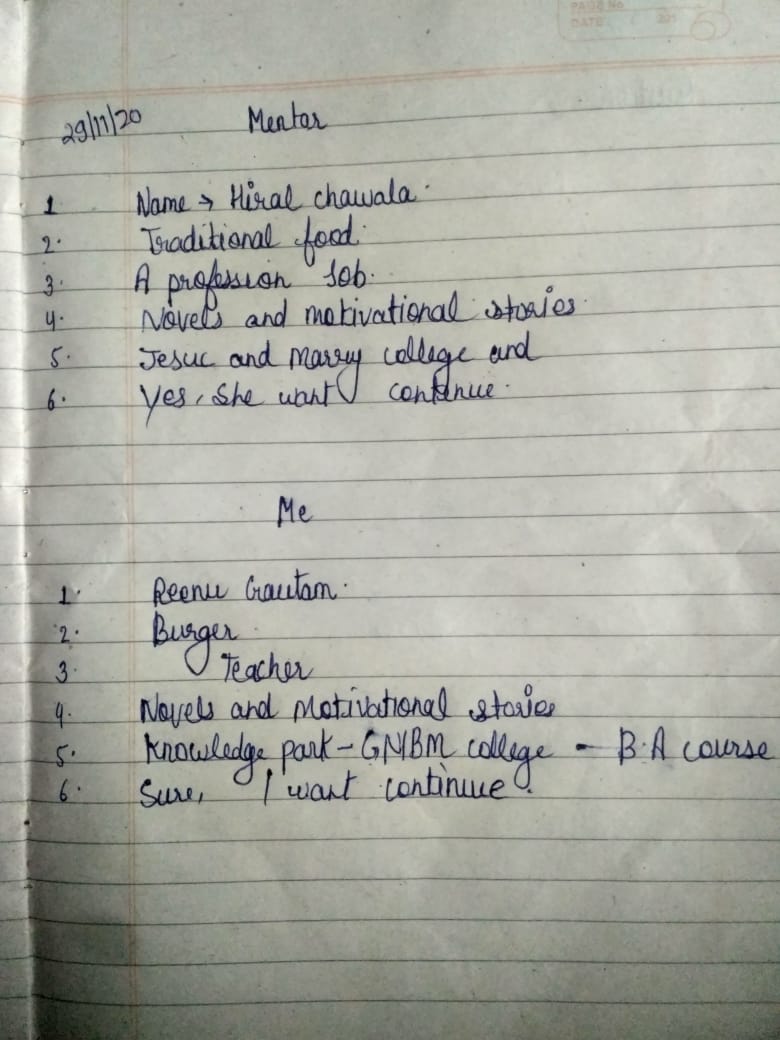 PAGE No
DATE 201
29/11/20 Mentor
1 Name → Hiral chawala.
2. Traditional food.
3. A profession Job.
4. Novels and motivational stories.
5. Jesuc and Marry college and
6. Yes, She want continue.
Me
1. Reenu Gautam.
2. Burger
3. Teacher
4. Novels and Motivational stories
5. Knowledge park - GNIBM college - B.A course
6. Sure, I want continue.